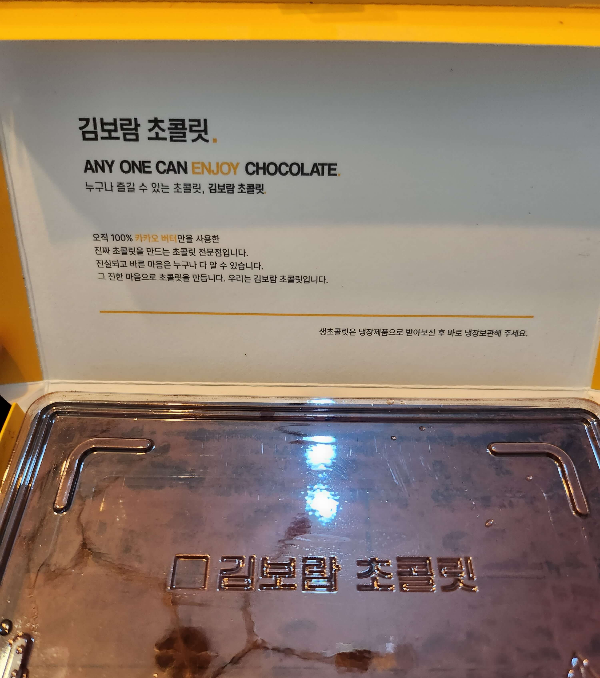 김보람 초콜릿.
ANY ONE CAN ENJOY CHOCOLATE.
누구나 즐길 수 있는 초콜릿, 김보람 초콜릿
오직 100% 카카오 버터만을 사용한
진짜 초콜릿을 만드는 초콜릿 전문점입니다.
진실되고 바른 마음은 누구나 다 알 수 있습니다.
그 진한 마음으로 초콜릿을 만듭니다. 우리는 김보람 초콜릿입니다.
생초콜릿은 냉장제품으로 받아보신 후 바로 냉장보관해 주세요.
김보람 초콜릿